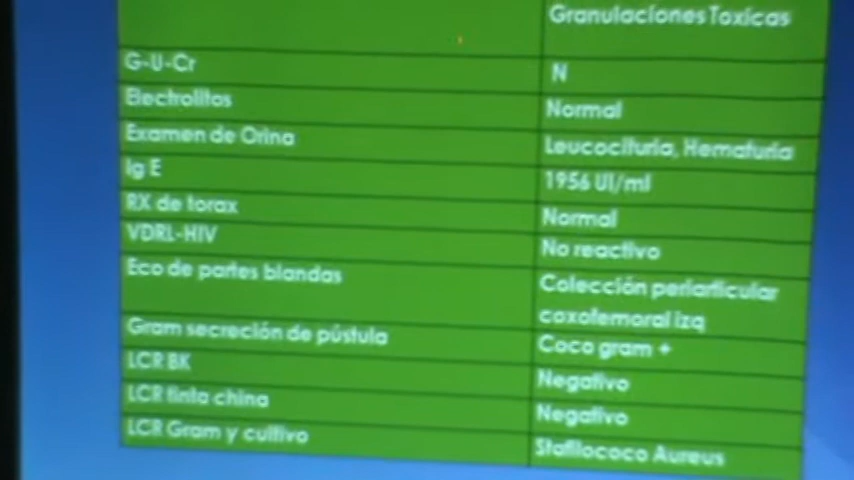 Granulaciones Toxicas
G-U-Cr N
Electrolitos Normal
Examen de Orina Leucocituria, Hematuria
Ig E 1956 UI/ml
RX de torax Normal
VDRL-HIV No reactivo
Eco de partes blandas Colección periarticular
coxofemoral izq
Gram secreción de pústula Coco gram +
LCR BK Negativo
LCR tinta china Negativo
LCR Gram y cultivo Stafilococo Aureus